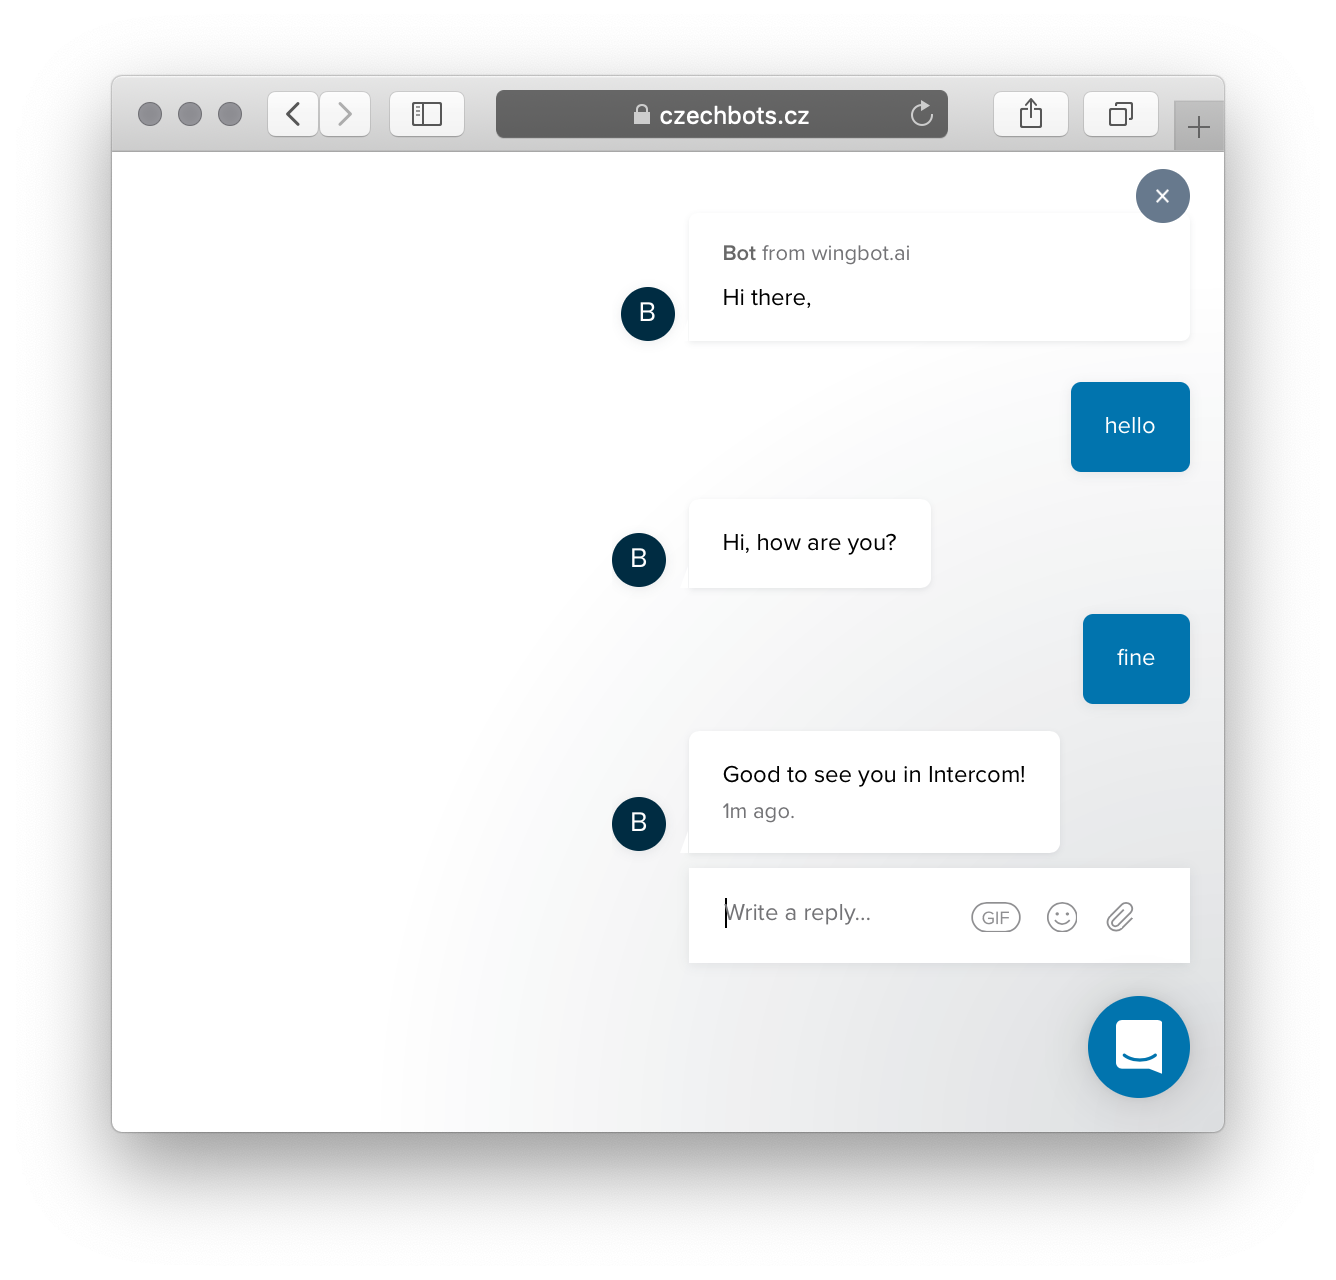 czechbots.cz
Bot from wingbot.ai
Hi there,
B
hello
Hi, how are you?
B
fine
Good to see you in Intercom!
1m ago.
B
Write a reply...
GIF